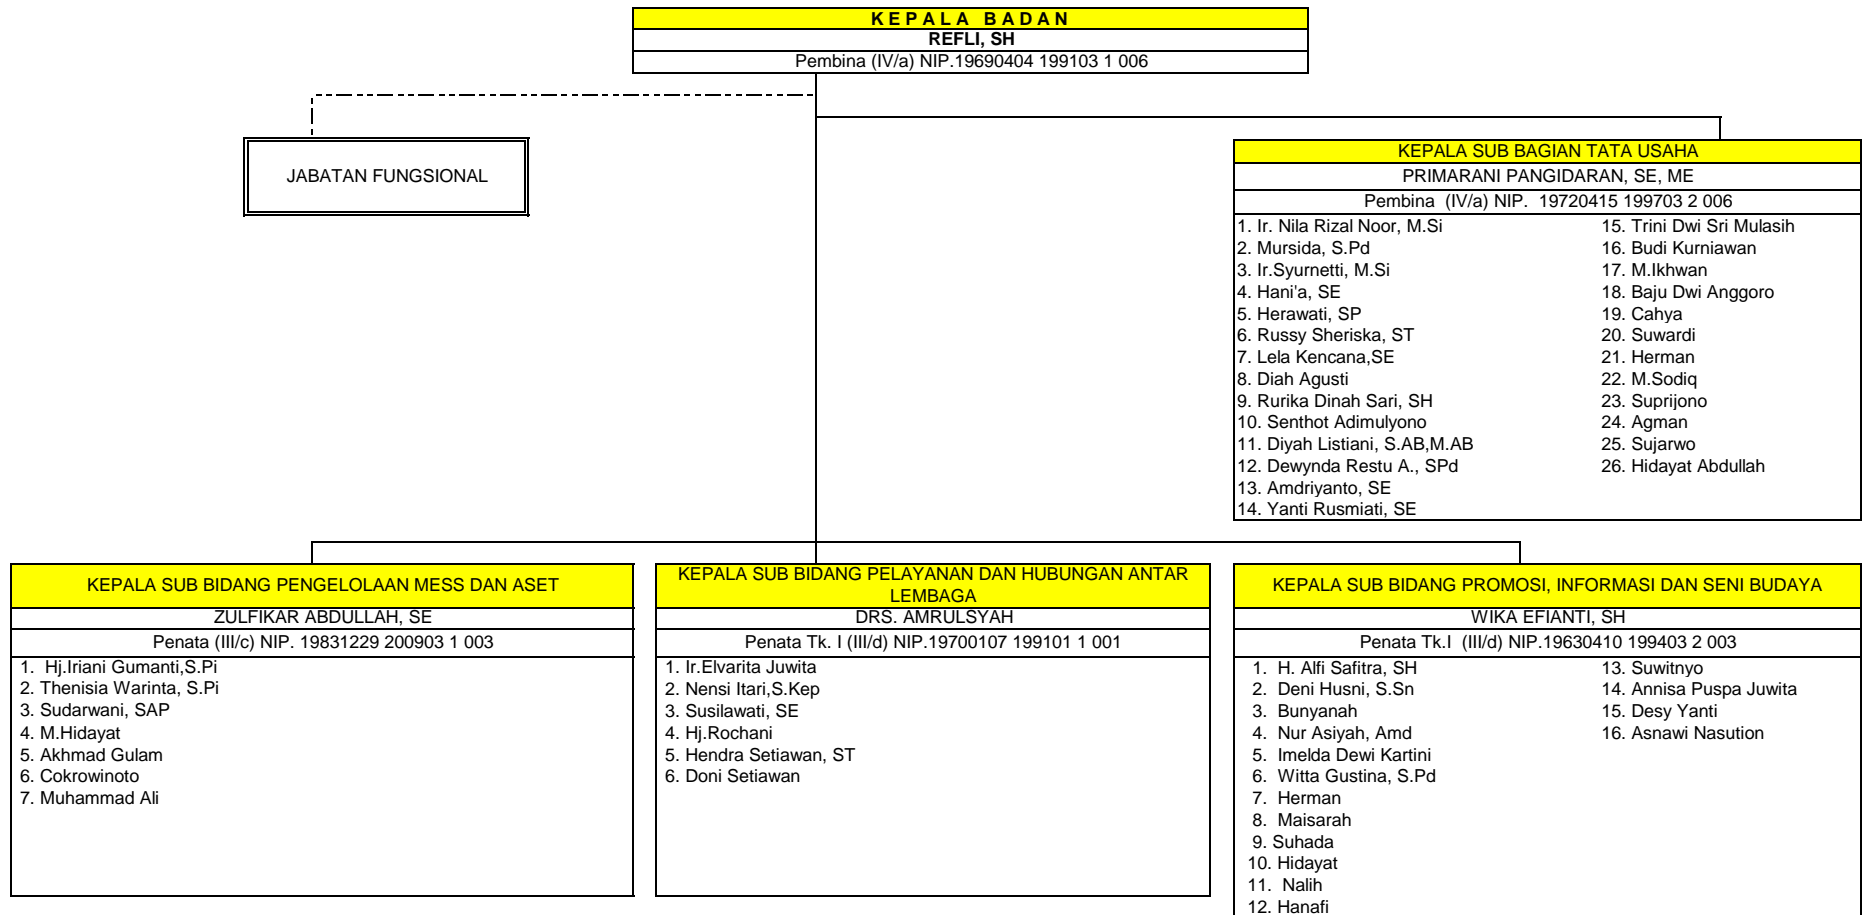 KEPALA BADAN
REFLI, SH
Pembina (IV/a) NIP.19690404 199103 1 006
JABATAN FUNGSIONAL
KEPALA SUB BAGIAN TATA USAHA
PRIMARANI PANGIDARAN, SE, ME
Pembina (IV/a) NIP. 19720415 199703 2 006
1. Ir. Nila Rizal Noor, M.Si
2. Mursida, S.Pd
3. Ir.Syurnetti, M.Si
4. Hani'a, SE
5. Herawati, SP
6. Russy Sheriska, ST
7. Lela Kencana,SE
8. Diah Agusti
9. Rurika Dinah Sari, SH
10. Senthot Adimulyono
11. Diyah Listiani, S.AB,M.AB
12. Dewynda Restu A., SPd
13. Amdriyanto, SE
14. Yanti Rusmiati, SE
15. Trini Dwi Sri Mulasih
16. Budi Kurniawan
17. M.Ikhwan
18. Baju Dwi Anggoro
19. Cahya
20. Suwardi
21. Herman
22. M.Sodiq
23. Suprijono
24. Agman
25. Sujarwo
26. Hidayat Abdullah
KEPALA SUB BIDANG PENGELOLAAN MESS DAN ASET
ZULFIKAR ABDULLAH, SE
Penata (III/c) NIP. 19831229 200903 1 003
1. Hj.Iriani Gumanti,S.Pi
2. Thenisia Warinta, S.Pi
3. Sudarwani, SAP
4. M.Hidayat
5. Akhmad Gulam
6. Cokrowinoto
7. Muhammad Ali
KEPALA SUB BIDANG PELAYANAN DAN HUBUNGAN ANTAR
LEMBAGA
DRS. AMRULSYAH
Penata Tk. I (III/d) NIP.19700107 199101 1 001
1. Ir.Elvarita Juwita
2. Nensi Itari,S.Kep
3. Susilawati, SE
4. Hj.Rochani
5. Hendra Setiawan, ST
6. Doni Setiawan
KEPALA SUB BIDANG PROMOSI, INFORMASI DAN SENI BUDAYA
WIKA EFIANTI, SH
Penata Tk.I (III/d) NIP.19630410 199403 2 003
1. H. Alfi Safitra, SH
2. Deni Husni, S.Sn
3. Bunyanah
4. Nur Asiyah, Amd
5. Imelda Dewi Kartini
6. Witta Gustina, S.Pd
7. Herman
8. Maisarah
9. Suhada
10. Hidayat
11. Nalih
12. Hanafi
13. Suwitnyo
14. Annisa Puspa Juwita
15. Desy Yanti
16. Asnawi Nasution